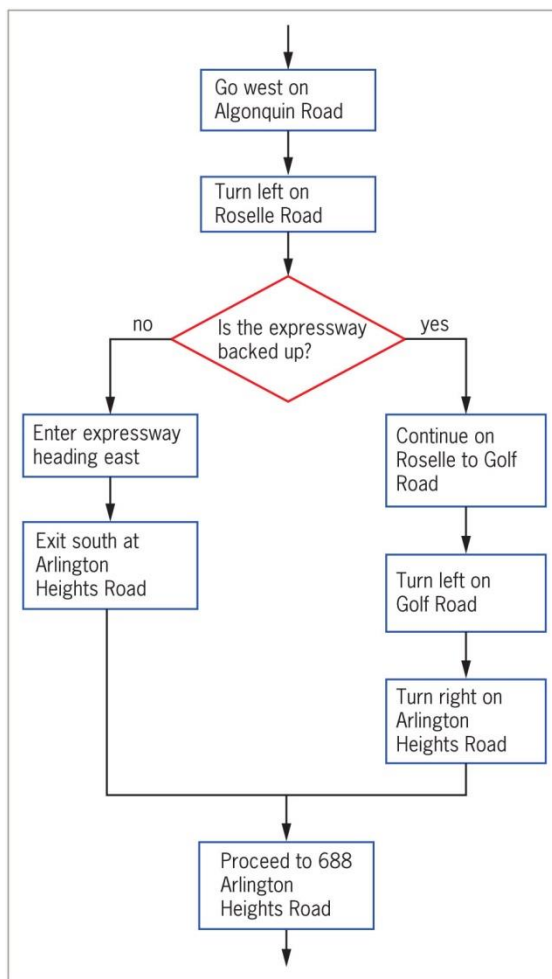 Go west on
Algonquin Road
Turn left on
Roselle Road
Is the expressway
backed up?
no
yes
Enter expressway
heading east
Exit south at
Arlington
Heights Road
Continue on
Roselle to Golf
Road
Turn left on
Golf Road
Turn right on
Arlington
Heights Road
Proceed to 688
Arlington
Heights Road